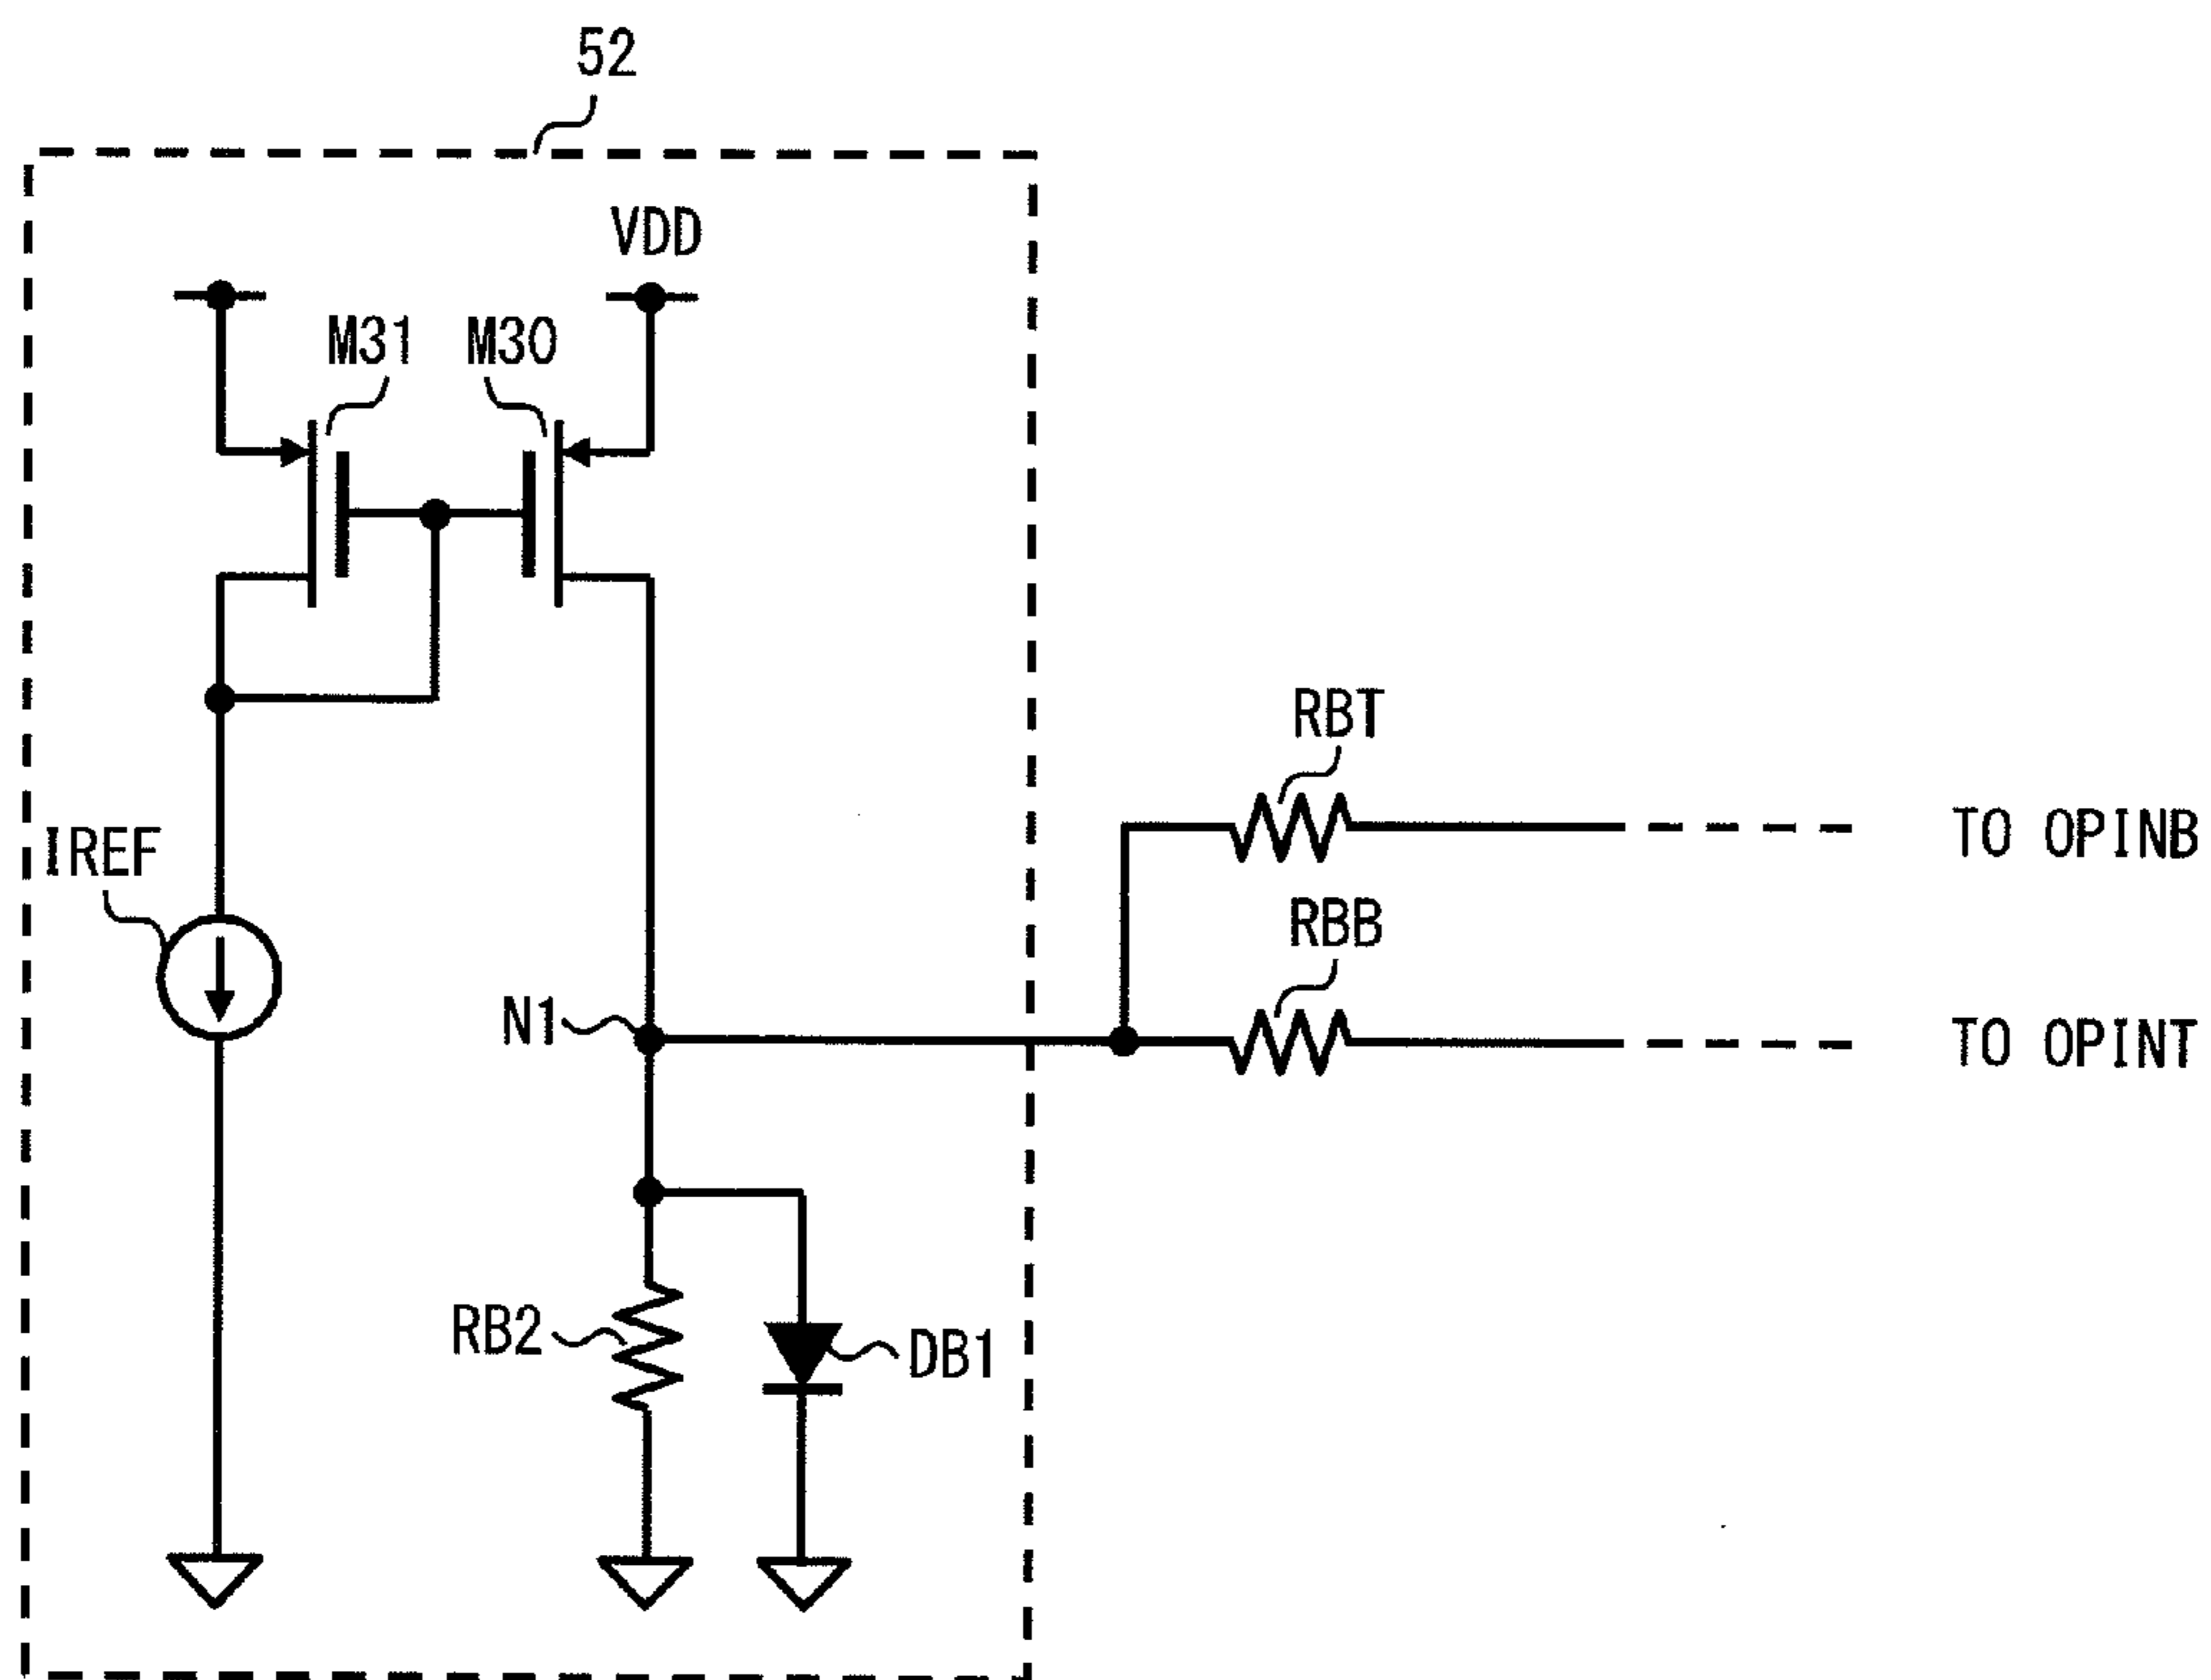 52
VDD
M31
M30
RBT
TO OPINB
IREF
RBB
N1
TO OPINT
RB2
DB1